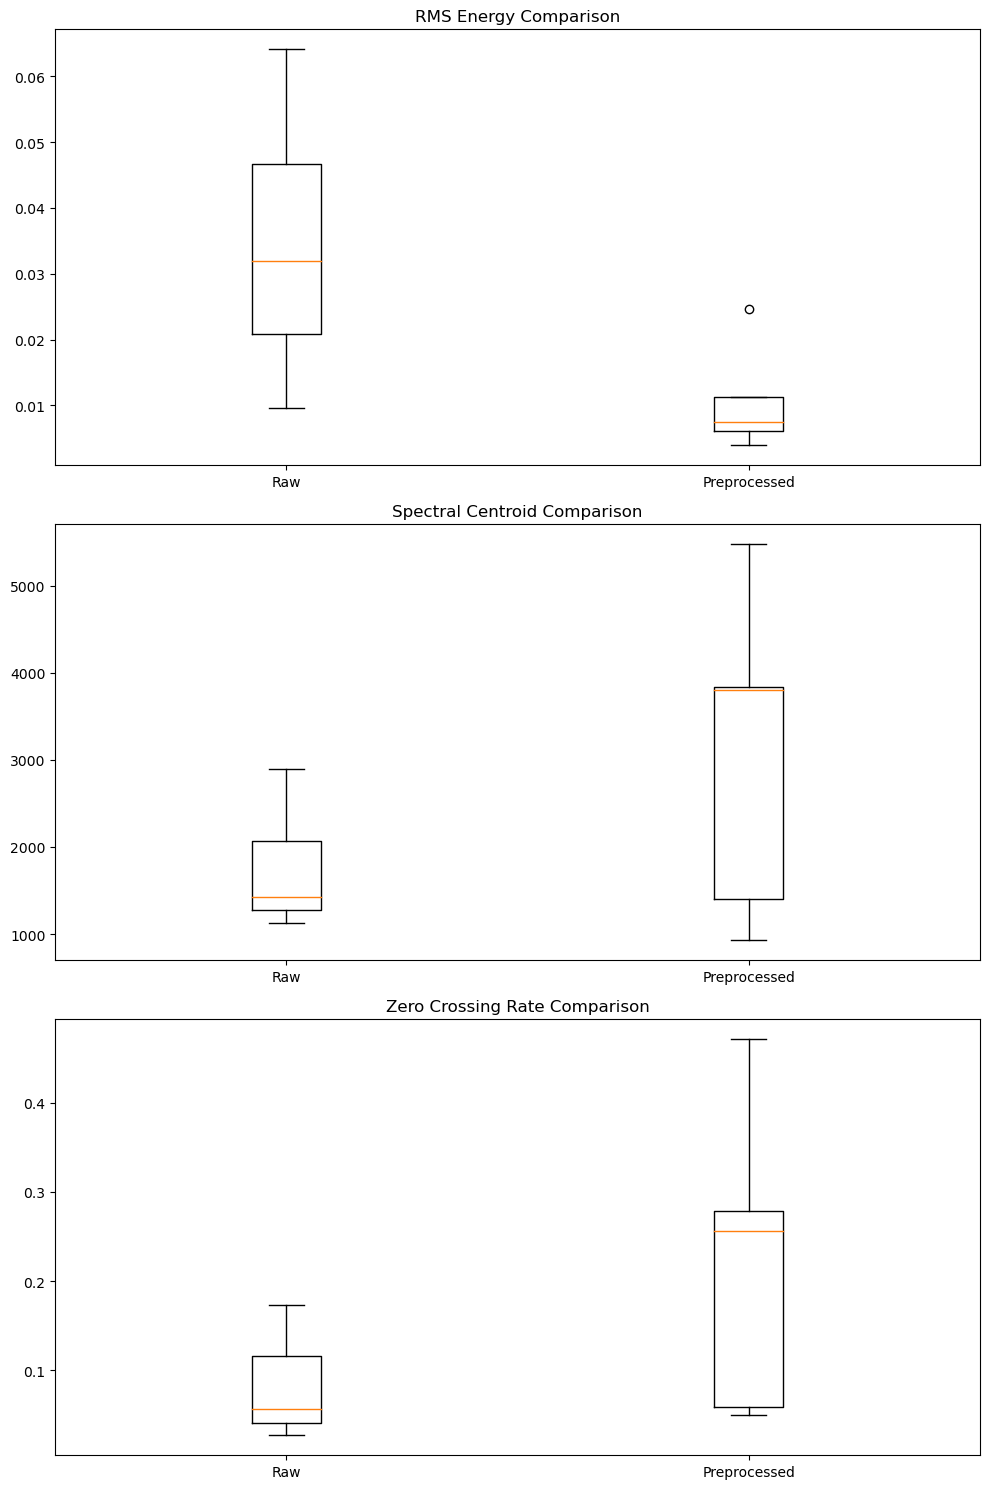 RMS Energy Comparison
0.06
0.05
0.04
0.03
0.02
0.01
Raw Preprocessed
Spectral Centroid Comparison
5000
4000
3000
2000
1000
Raw Preprocessed
Zero Crossing Rate Comparison
0.4
0.3
0.2
0.1
Raw Preprocessed